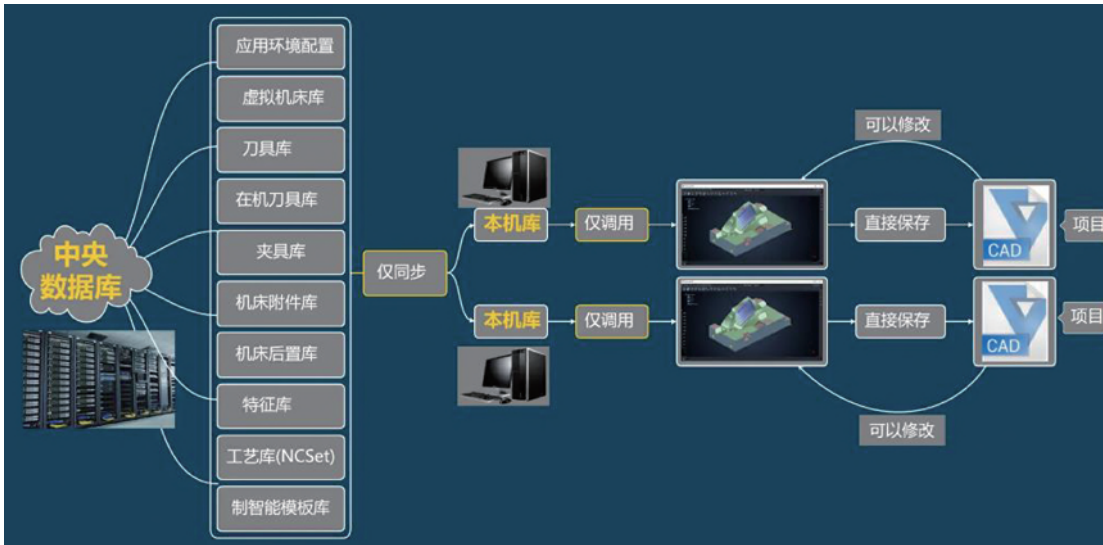 中央
数据库
应用环境配置
虚拟机床库
刀具库
在机刀具库
夹具库
机床附件库
机床后置库
特征库
工艺库(NCSet)
制智能模板库
仅同步
本机库
仅调用
可以修改
直接保存
CAD
项目
本机库
仅调用
直接保存
CAD
项目
可以修改